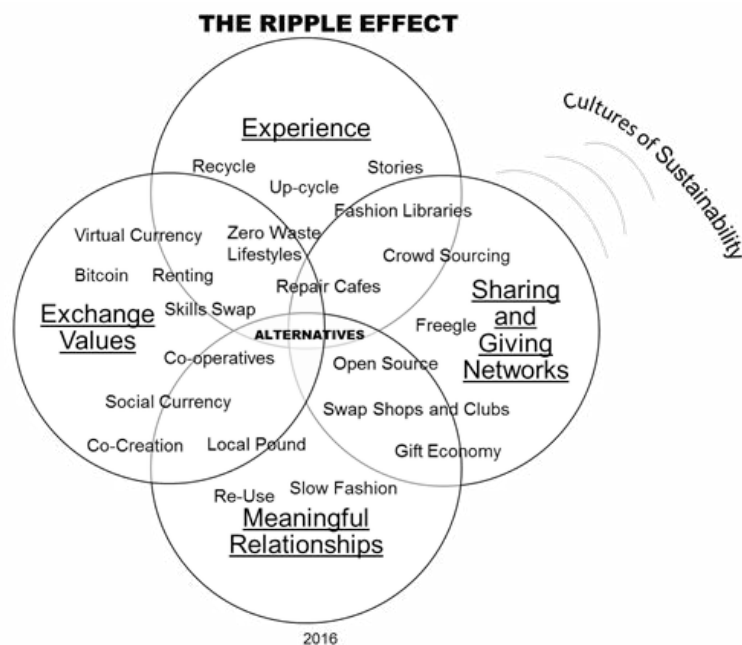 THE RIPPLE EFFECT
Cultures of Sustainability
Experience
Recycle
Stories
Up-cycle
Fashion Libraries
Virtual Currency
Zero Waste
Lifestyles
Crowd Sourcing
Bitcoin
Renting
Repair Cafes
Exchange
Values
Skills Swap
Sharing
and
Giving
Networks
Freegle
ALTERNATIVES
Co-operatives
Open Source
Social Currency
Swap Shops and Clubs
Co-Creation
Local Pound
Gift Economy
Re-Use
Slow Fashion
Meaningful
Relationships
2016